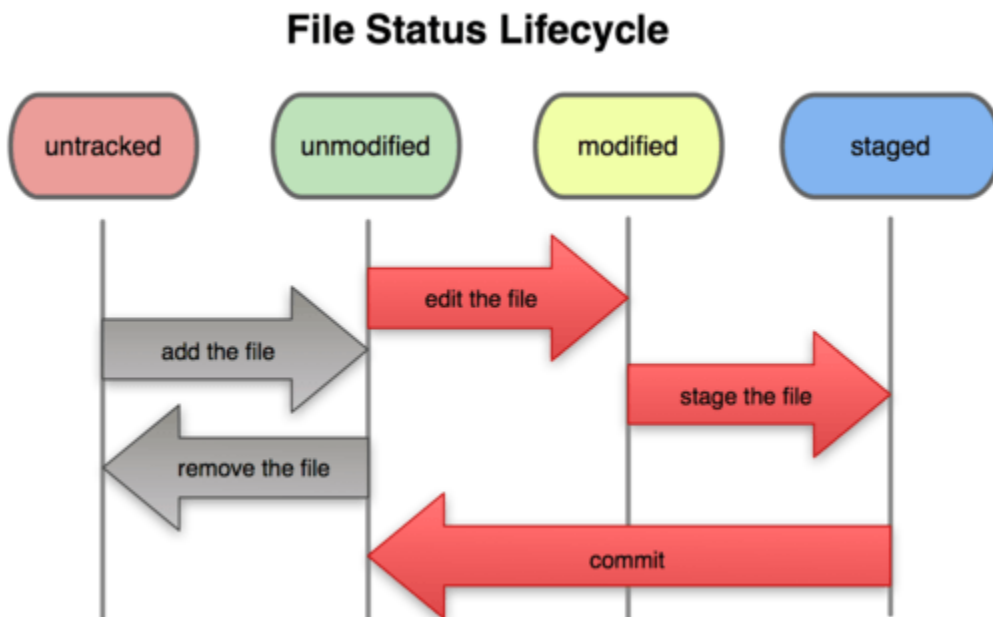 File Status Lifecycle
untracked
unmodified
modified
staged
edit the file
add the file
stage the file
remove the file
commit